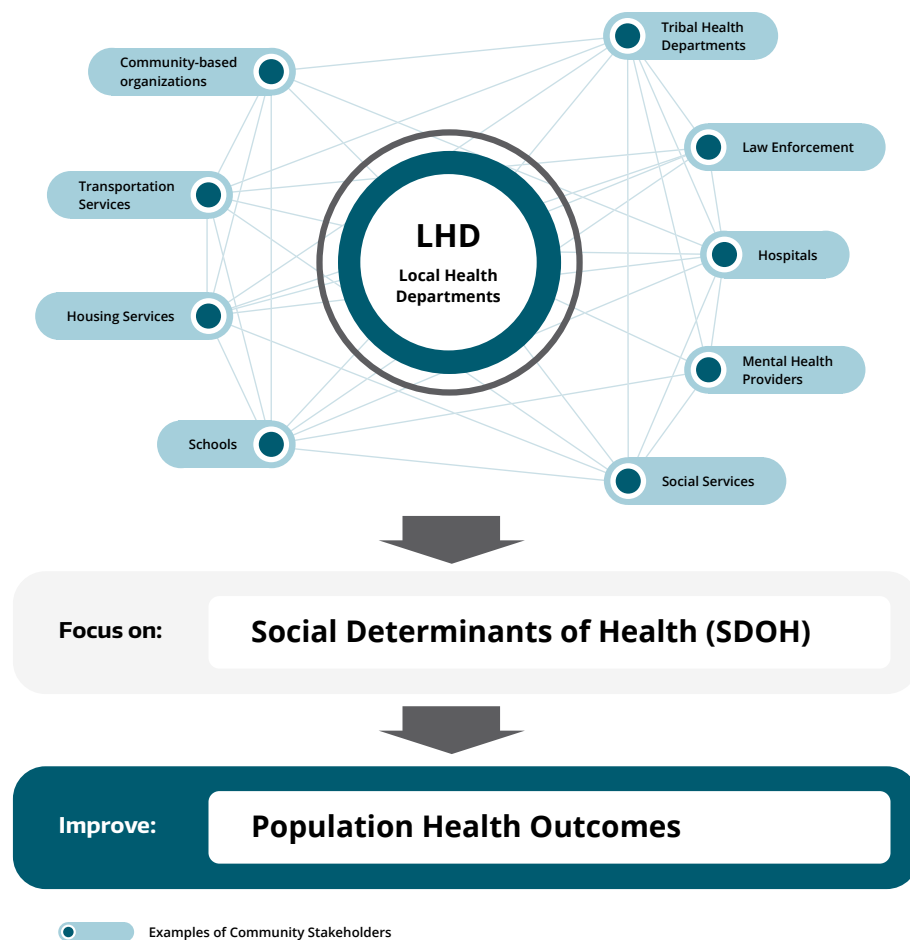 Tribal Health
Departments
Community-based
organizations
Law Enforcement
Transportation
Services
LHD
Local Health
Departments
Hospitals
Housing Services
Mental Health
Providers
Schools
Social Services
Focus on:
Social Determinants of Health (SDOH)
Improve:
Population Health Outcomes
Examples of Community Stakeholders